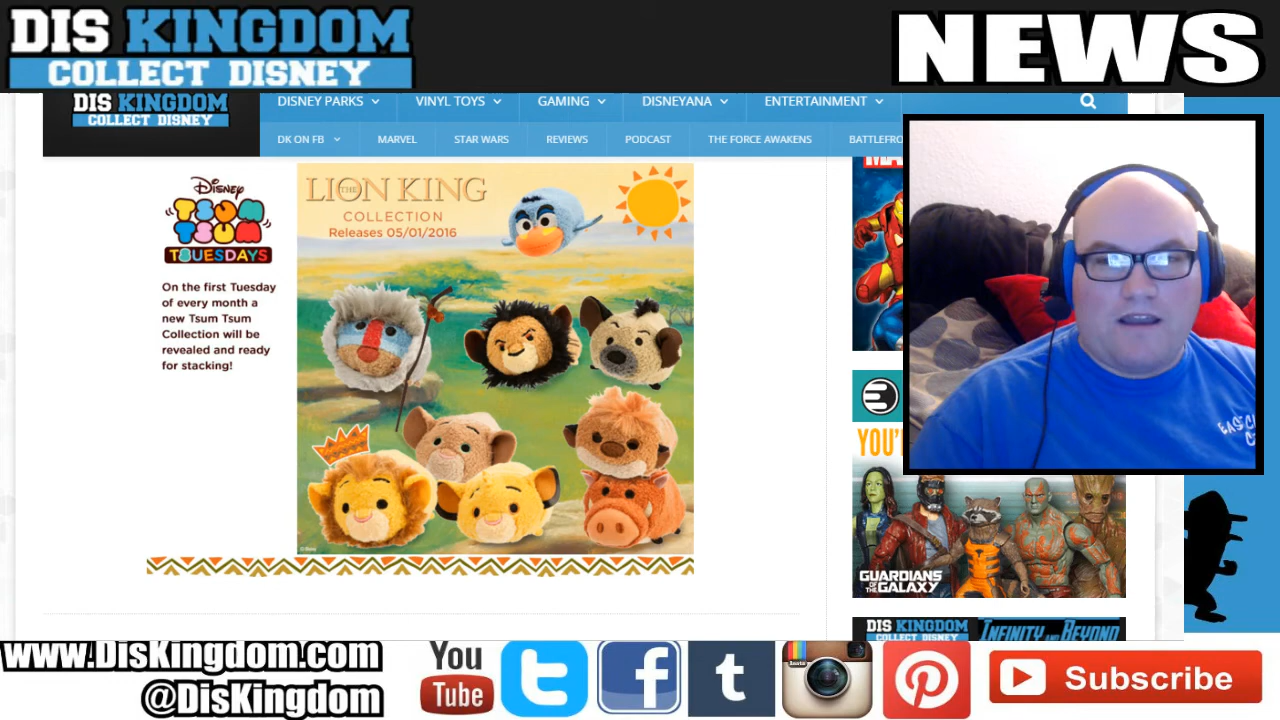 DIS KINGDOM
COLLECT DISNEY
NEWS
DIS KINGDOM
COLLECT DISNEY
DISNEY PARKS
VINYL TOYS
GAMING
DISNEYANA
ENTERTAINMENT
DK ON FB
MARVEL
STAR WARS
REVIEWS
PODCAST
THE FORCE AWAKENS
BATTLEFRO
Disney
TSUM
TSUM
TSUESDAYS
On the first Tuesday
of every month a
new Tsum Tsum
Collection will be
revealed and ready
for stacking!
THE LION KING
COLLECTION
Releases 05/01/2016
YOU'
GUARDIANS
OF THE GALAXY
DIS KINGDOM
COLLECT DISNEY
INFINITY AND BEYOND
www.DisKingdom.com
@DisKingdom
You
Tube
t
Insta
Subscribe